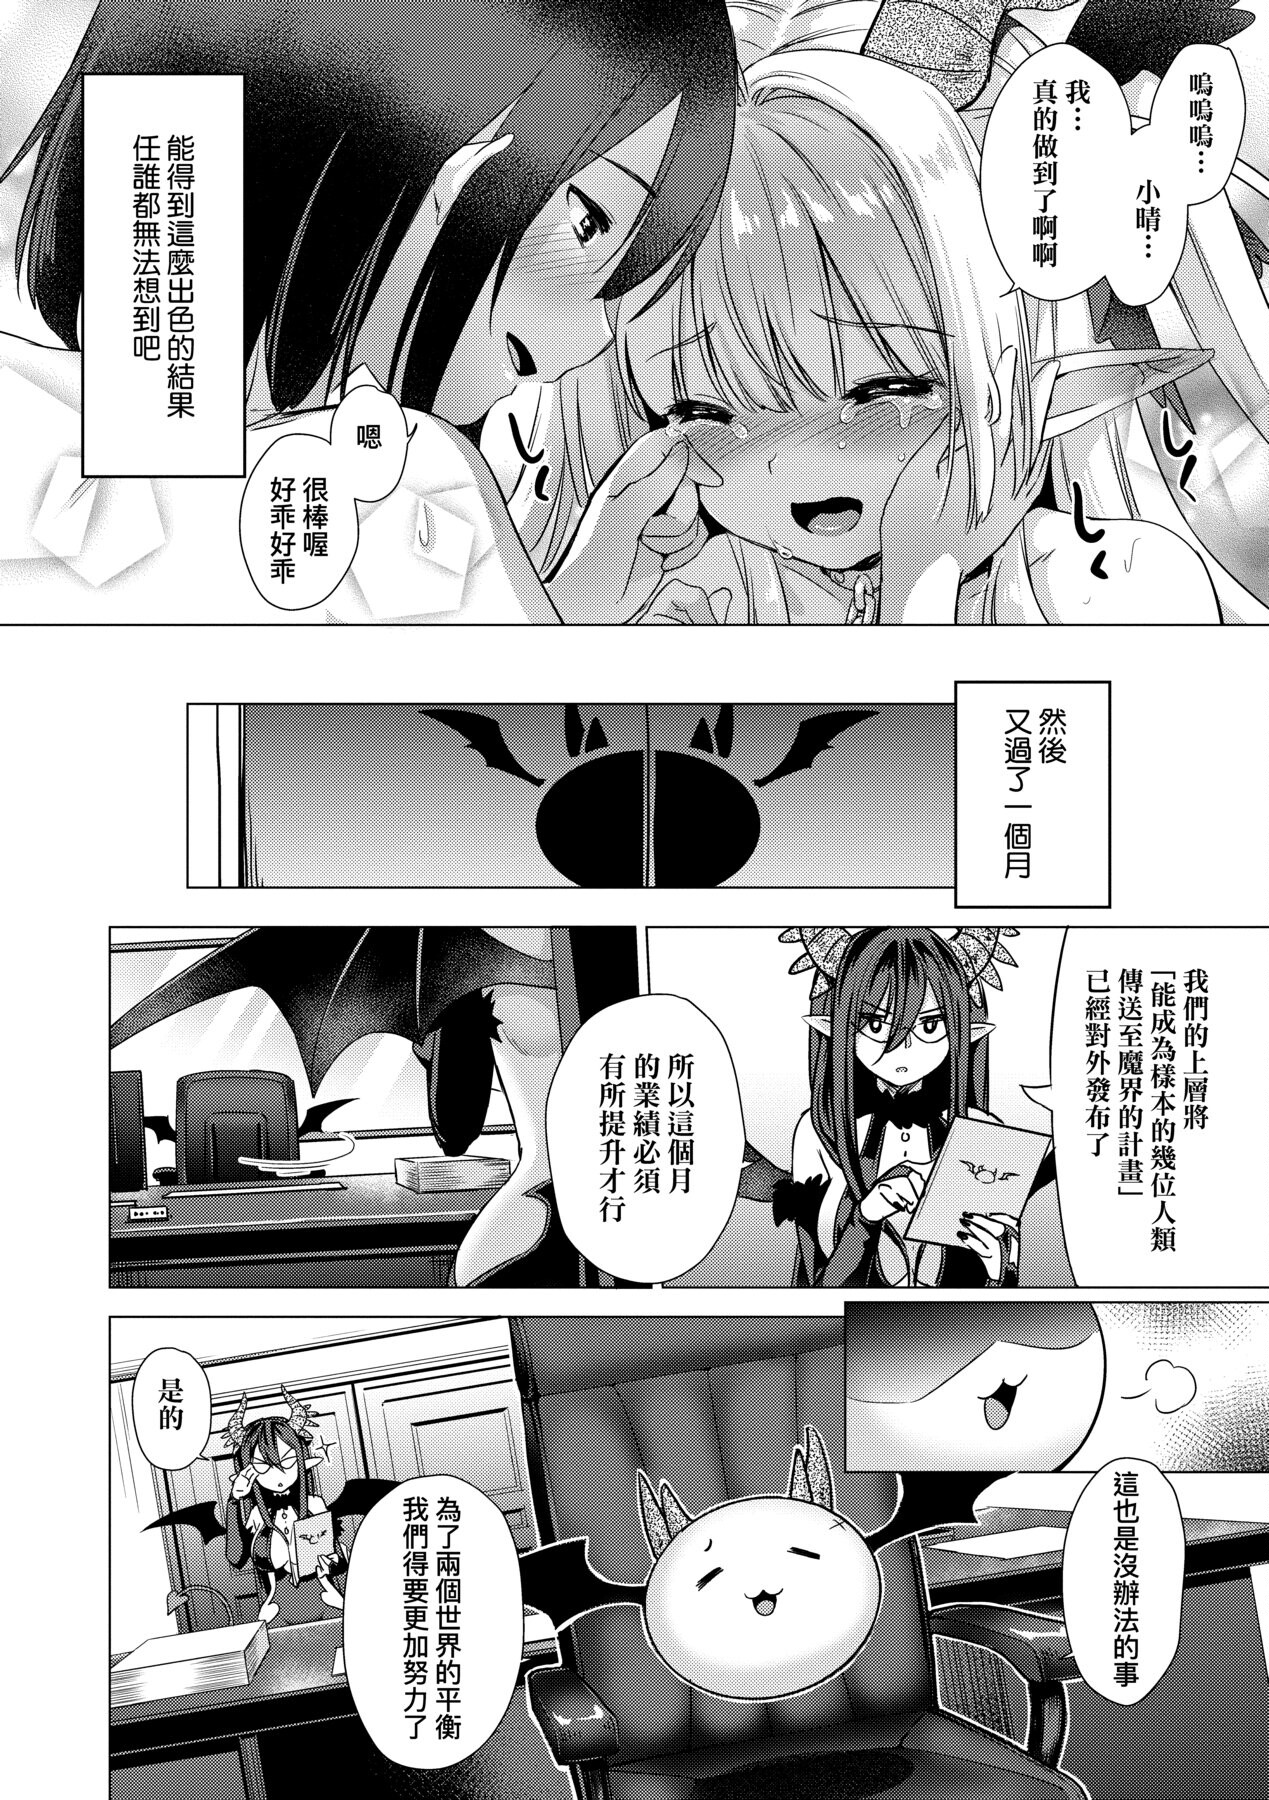 嗚嗚嗚…
小晴…
我…
真的做到了啊啊
嗯
很棒喔
好乖好乖
能得到這麼出色的結果
任誰都無法想到吧
然後
又過了一個月
我們的上層將
「能成為樣本的幾位人類
傳送至魔界的計畫」
已經對外發布了
所以這個月
的業績必須
有所提升才行
這也是沒辦法的事
為了兩個世界的平衡
我們得要更加努力了
是的